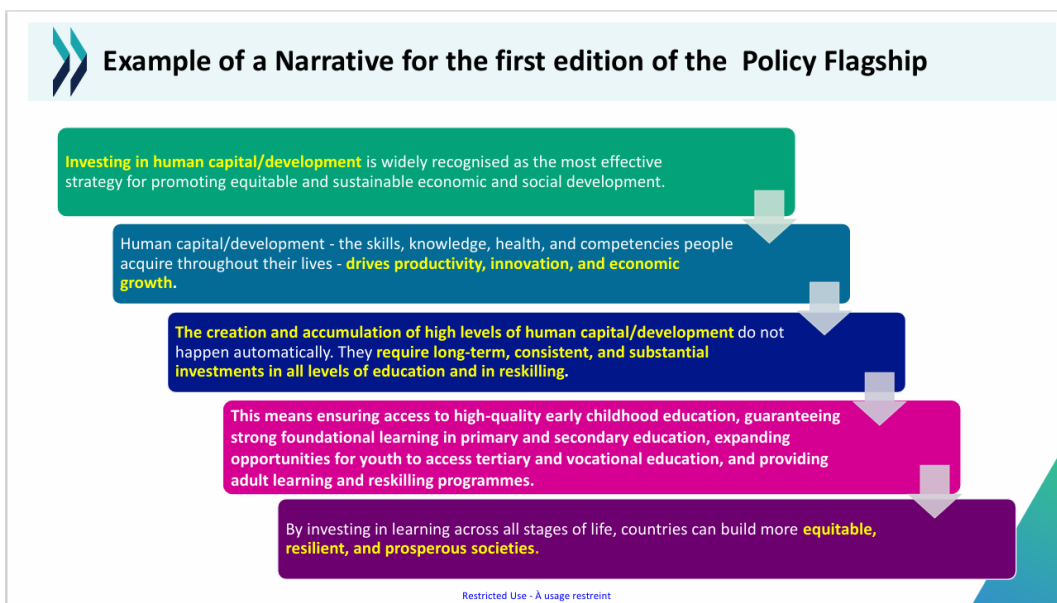 Example of a Narrative for the first edition of the  Policy Flagship
Investing in human capital/development is widely recognised as the most effective
strategy for promoting equitable and sustainable economic and social development.
Human capital/development - the skills, knowledge, health, and competencies people
acquire throughout their lives - drives productivity, innovation, and economic
growth.
The creation and accumulation of high levels of human capital/development do not
happen automatically. They require long-term, consistent, and substantial
investments in all levels of education and in reskilling.
This means ensuring access to high-quality early childhood education, guaranteeing
strong foundational learning in primary and secondary education, expanding
opportunities for youth to access tertiary and vocational education, and providing
adult learning and reskilling programmes.
By investing in learning across all stages of life, countries can build more equitable,
resilient, and prosperous societies.
Restricted Use - À usage restreint